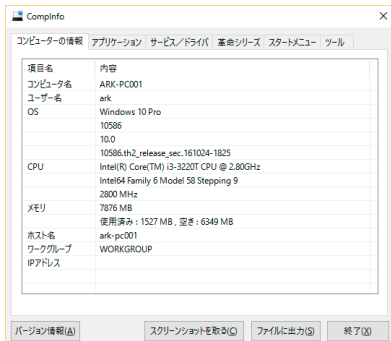 CompInfo
コンピューターの情報 アプリケーション サービス／ドライバ 革命シリーズ スタートメニュー ツール
項目名 内容
コンピュータ名 ARK-PC001
ユーザー名 ark
OS Windows 10 Pro
10586
10.0
10586.th2_release_sec.161024-1825
CPU Intel(R) Core(TM) i3-3220T CPU @ 2.80GHz
Intel64 Family 6 Model 58 Stepping 9
2800 MHz
メモリ 7876 MB
使用済み : 1527 MB , 空き : 6349 MB
ホスト名 ark-pc001
ワークグループ WORKGROUP
IPアドレス
バージョン情報(A) スクリーンショットを取る(C) ファイルに出力(S) 終了(X)